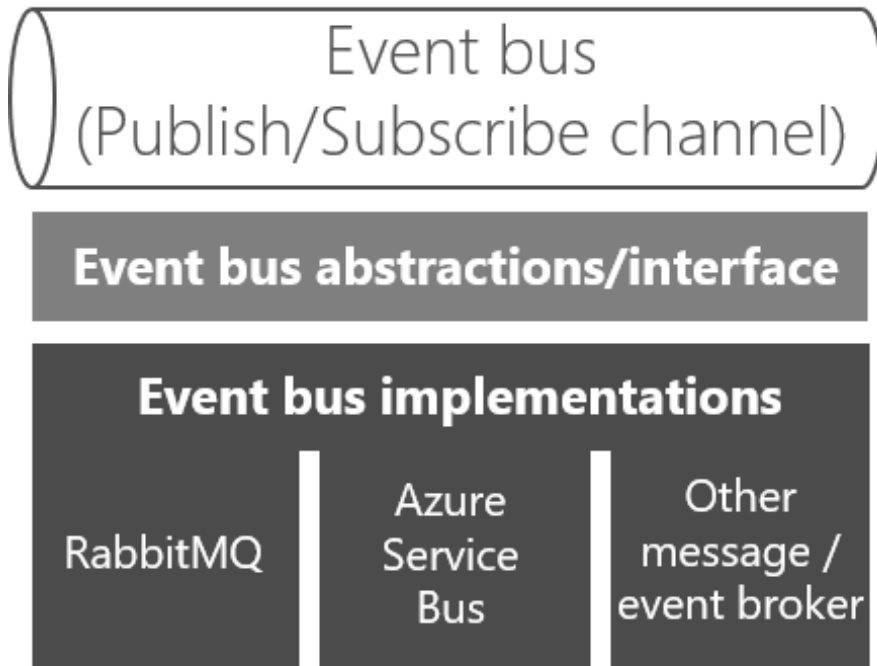 Event bus
(Publish/Subscribe channel)
Event bus abstractions/interface
Event bus implementations
RabbitMQ
Azure
Service
Bus
Other
message /
event broker